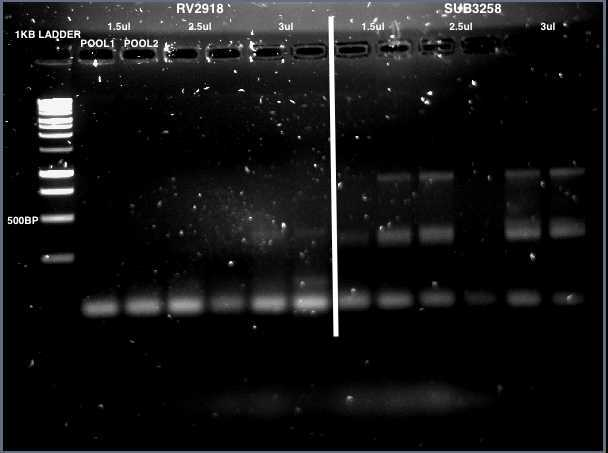 RV2918 SUB3258
1.5ul 2.5ul 3ul 1.5ul 2.5ul 3ul
1KB LADDER
POOL1 POOL2
500BP